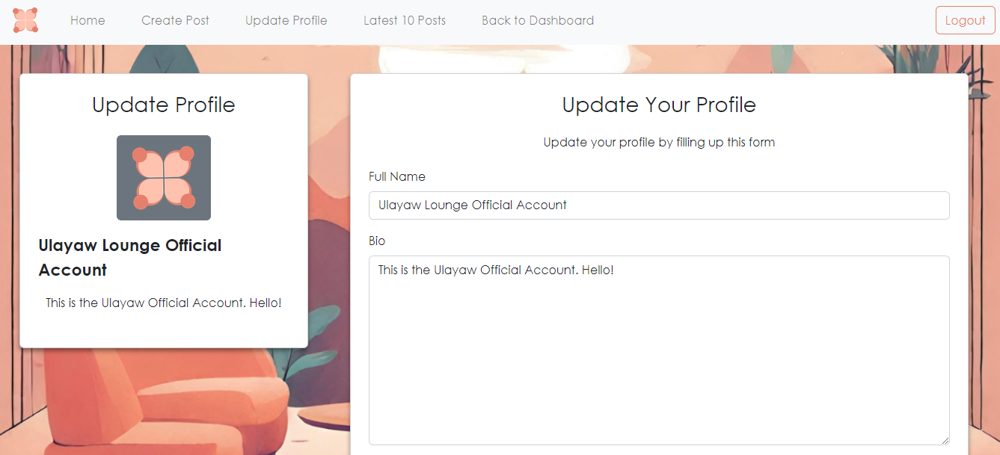 Home Create Post Update Profile Latest 10 Posts Back to Dashboard Logout
Update Profile
Ulayaw Lounge Official
Account
This is the Ulayaw Official Account. Hello!
Update Your Profile
Update your profile by filling up this form
Full Name
Ulayaw Lounge Official Account
Bio
This is the Ulayaw Official Account. Hello!